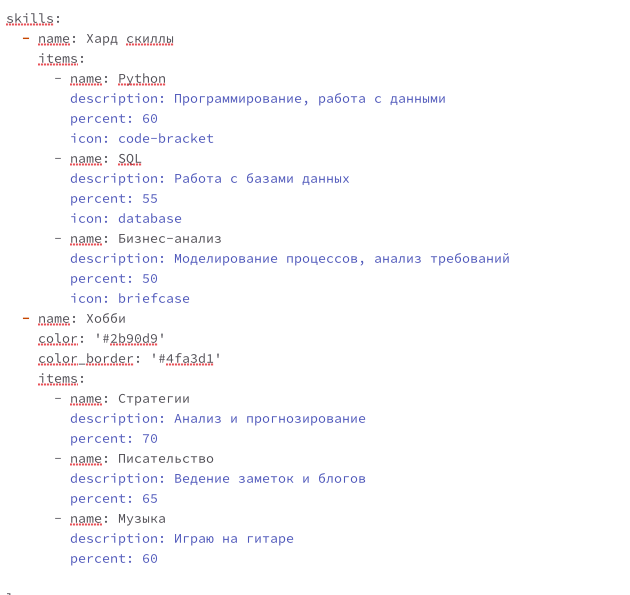 skills:
- name: Хард скиллы
items:
- name: Python
description: Программирование, работа с данными
percent: 60
icon: code-bracket
- name: SQL
description: Работа с базами данных
percent: 55
icon: database
- name: Бизнес-анализ
description: Моделирование процессов, анализ требований
percent: 50
icon: briefcase
- name: Хобби
color: '#2b90d9'
color_border: '#4fa3d1'
items:
- name: Стратегии
description: Анализ и прогнозирование
percent: 70
- name: Писательство
description: Ведение заметок и блогов
percent: 65
- name: Музыка
description: Играю на гитаре
percent: 60